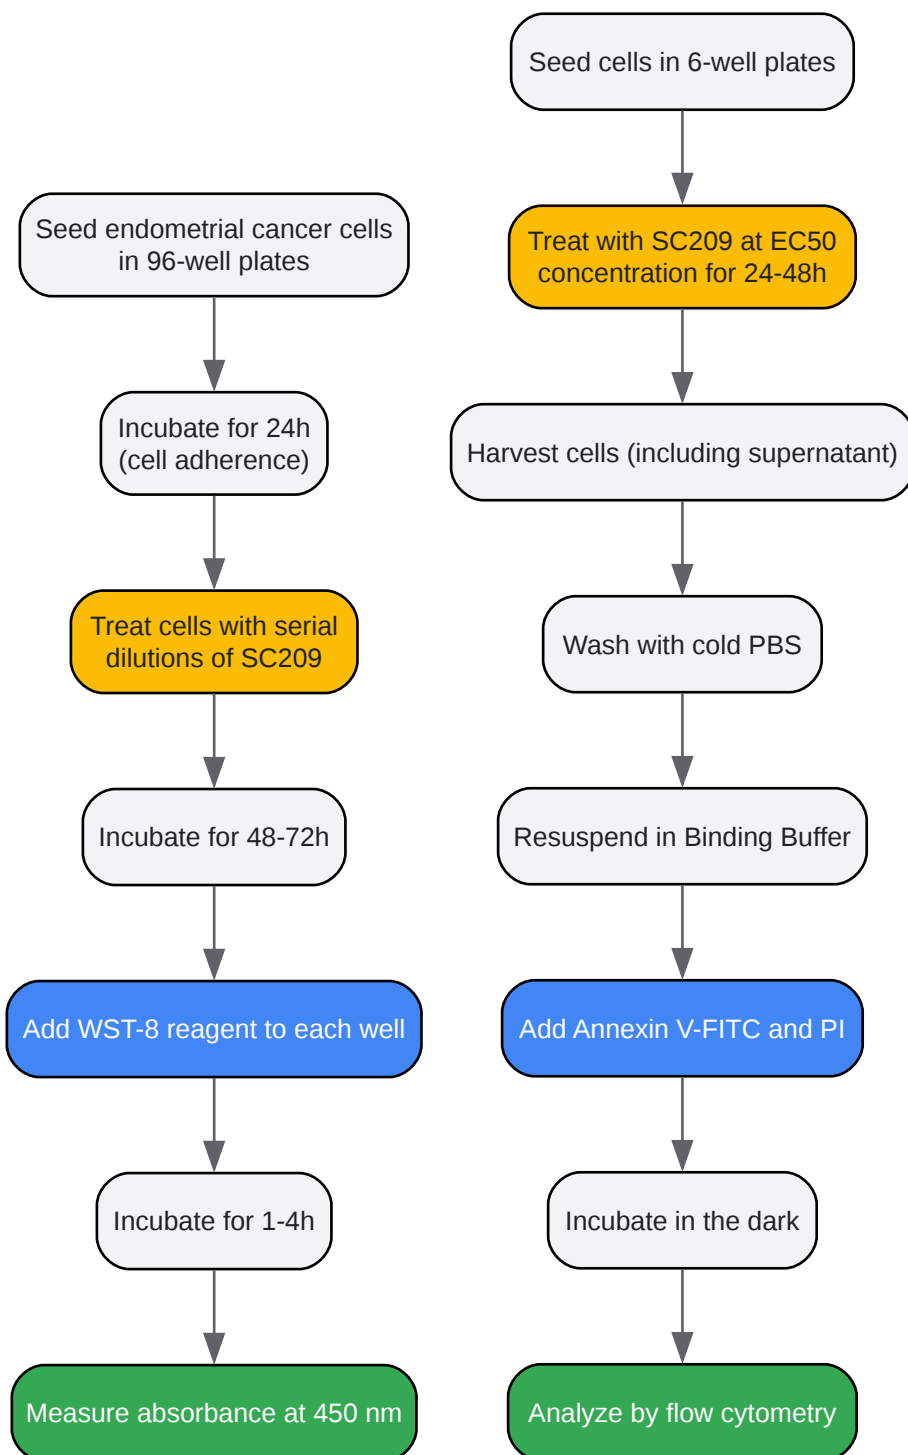 Seed endometrial cancer cells
in 96-well plates
Incubate for 24h
(cell adherence)
Treat cells with serial
dilutions of SC209
Incubate for 48-72h
Add WST-8 reagent to each well
Incubate for 1-4h
Measure absorbance at 450 nm
Seed cells in 6-well plates
Treat with SC209 at EC50
concentration for 24-48h
Harvest cells (including supernatant)
Wash with cold PBS
Resuspend in Binding Buffer
Add Annexin V-FITC and PI
Incubate in the dark
Analyze by flow cytometry